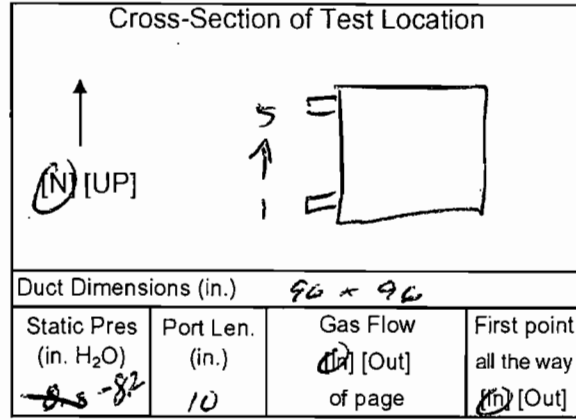 Cross-Section of Test Location
5
[N] [UP]
1
Duct Dimensions (in.) 96 x 96
Static Pres Port Len. Gas Flow First point
(in. H₂O) (in.) [In] [Out] all the way
-8.2 10 of page [In] [Out]